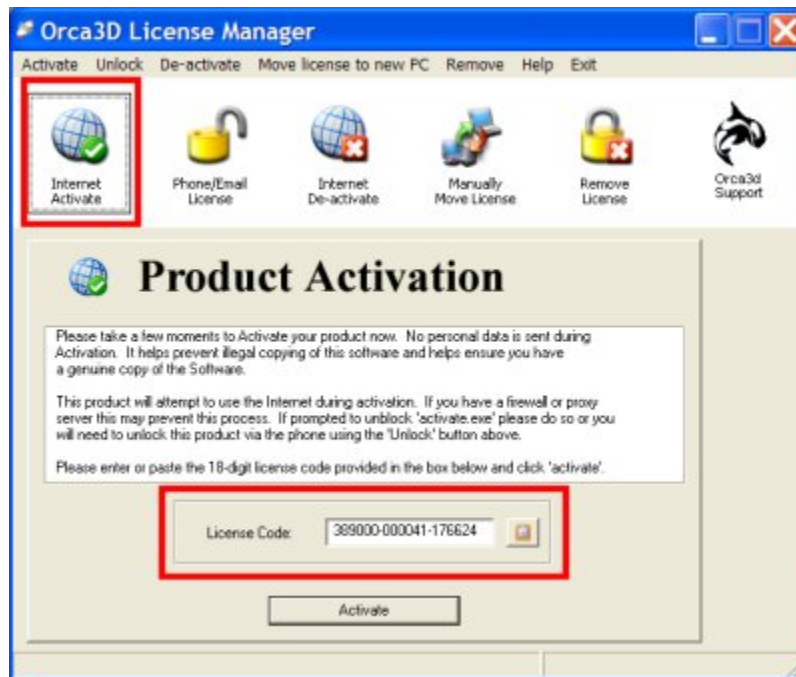 Orca3D License Manager
Activate Unlock De-activate Move license to new PC Remove Help Exit
Internet
Activate
Phone/Email
License
Internet
De-activate
Manually
Move License
Remove
License
Orca3d
Support
Product Activation
Please take a few moments to Activate your product now. No personal data is sent during
Activation. It helps prevent illegal copying of this software and helps ensure you have
a genuine copy of the Software.
This product will attempt to use the Internet during activation. If you have a firewall or proxy
server this may prevent this process. If prompted to unblock 'activate.exe' please do so or you
will need to unlock this product via the phone using the 'Unlock' button above.
Please enter or paste the 18-digit license code provided in the box below and click 'activate'.
License Code: 389000-000041-176624
Activate